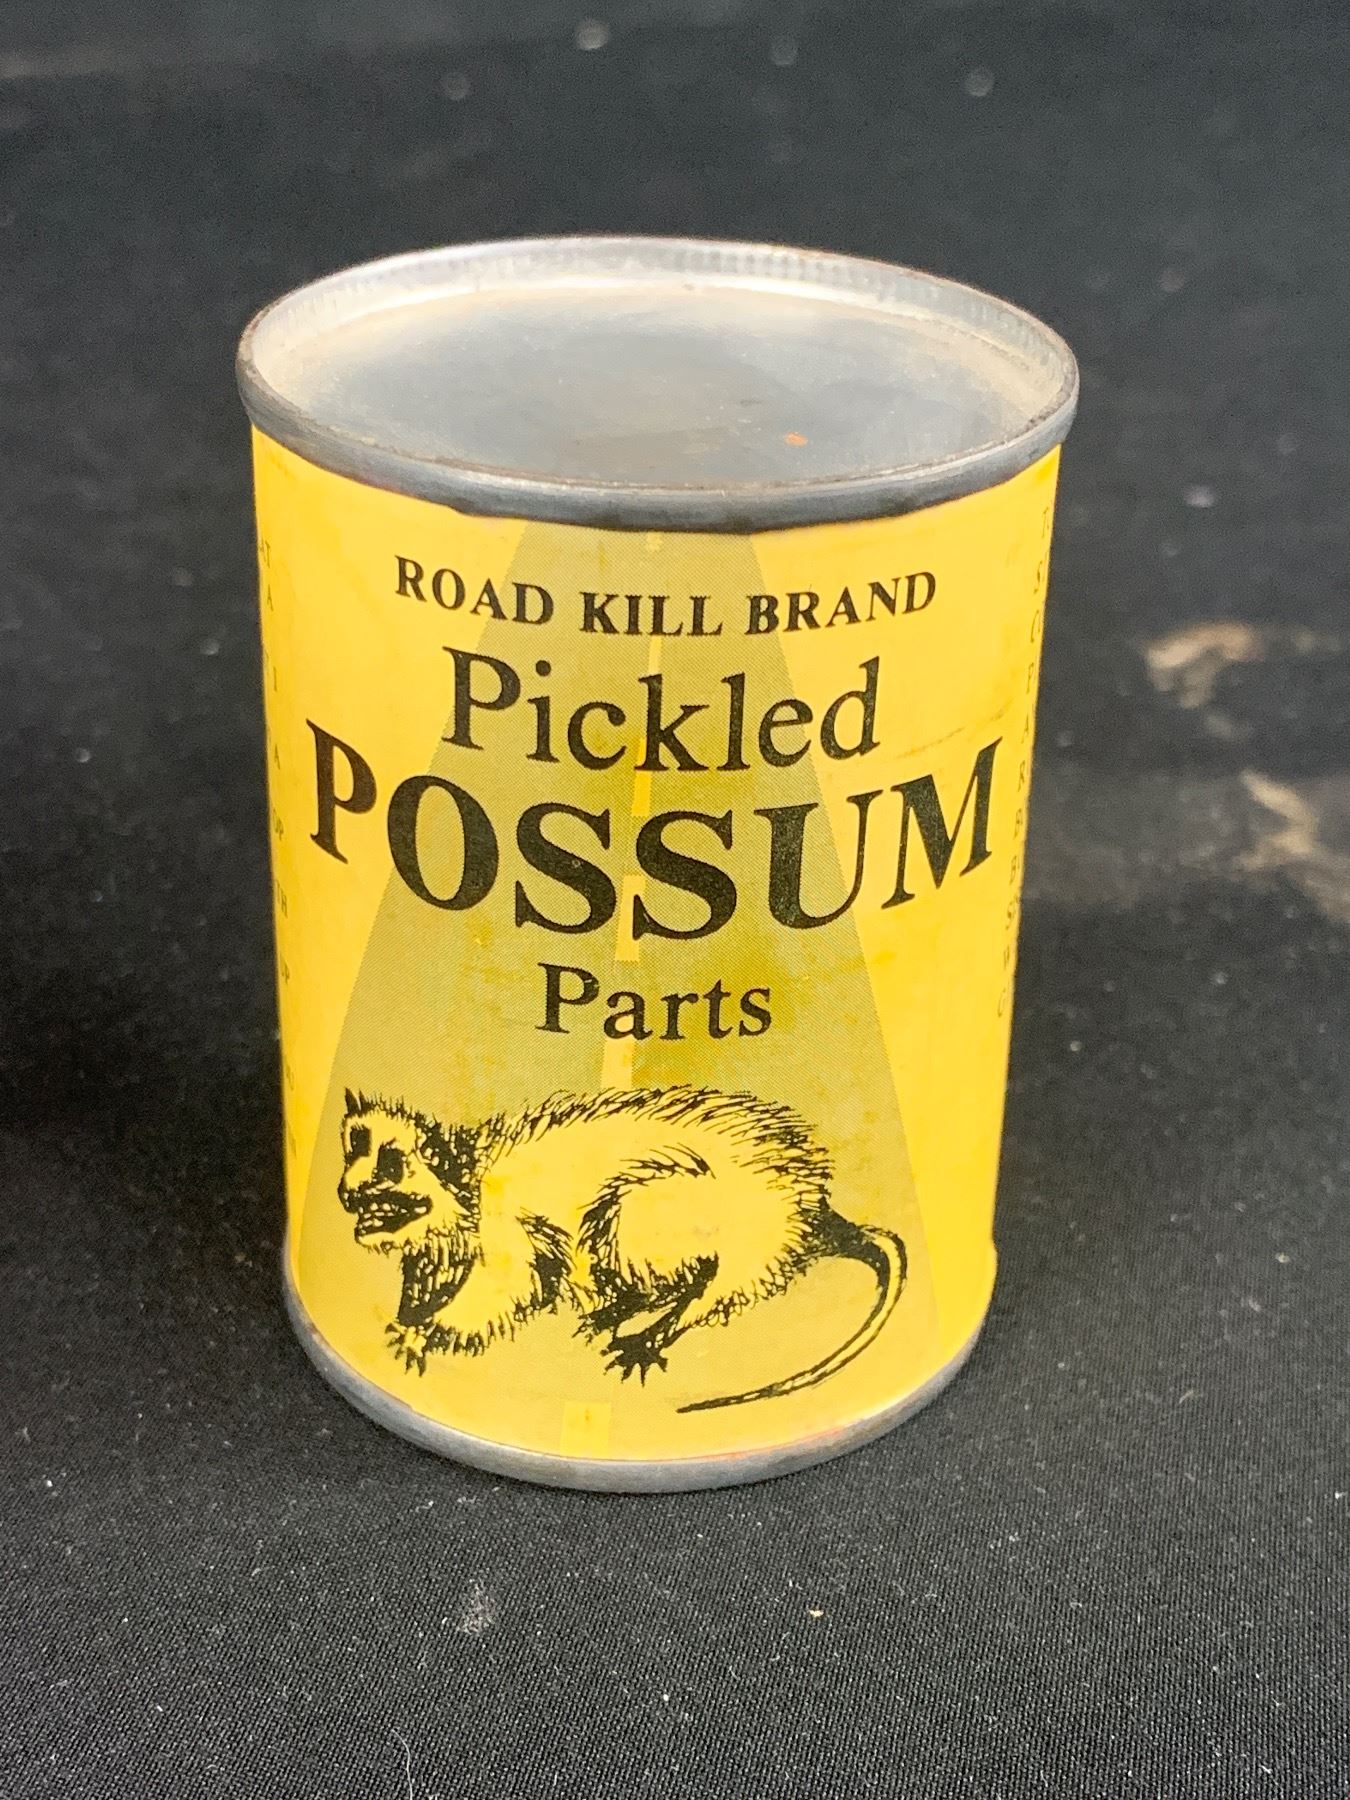 ROAD KILL BRAND
Pickled
POSSUM
Parts